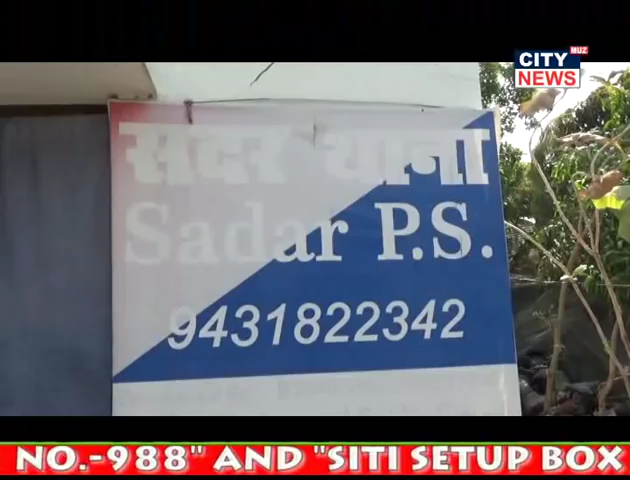 CITY MUZ
NEWS
सदर थाना
Sadar P.S.
9431822342
NO.-988" AND "SITI SETUP BOX